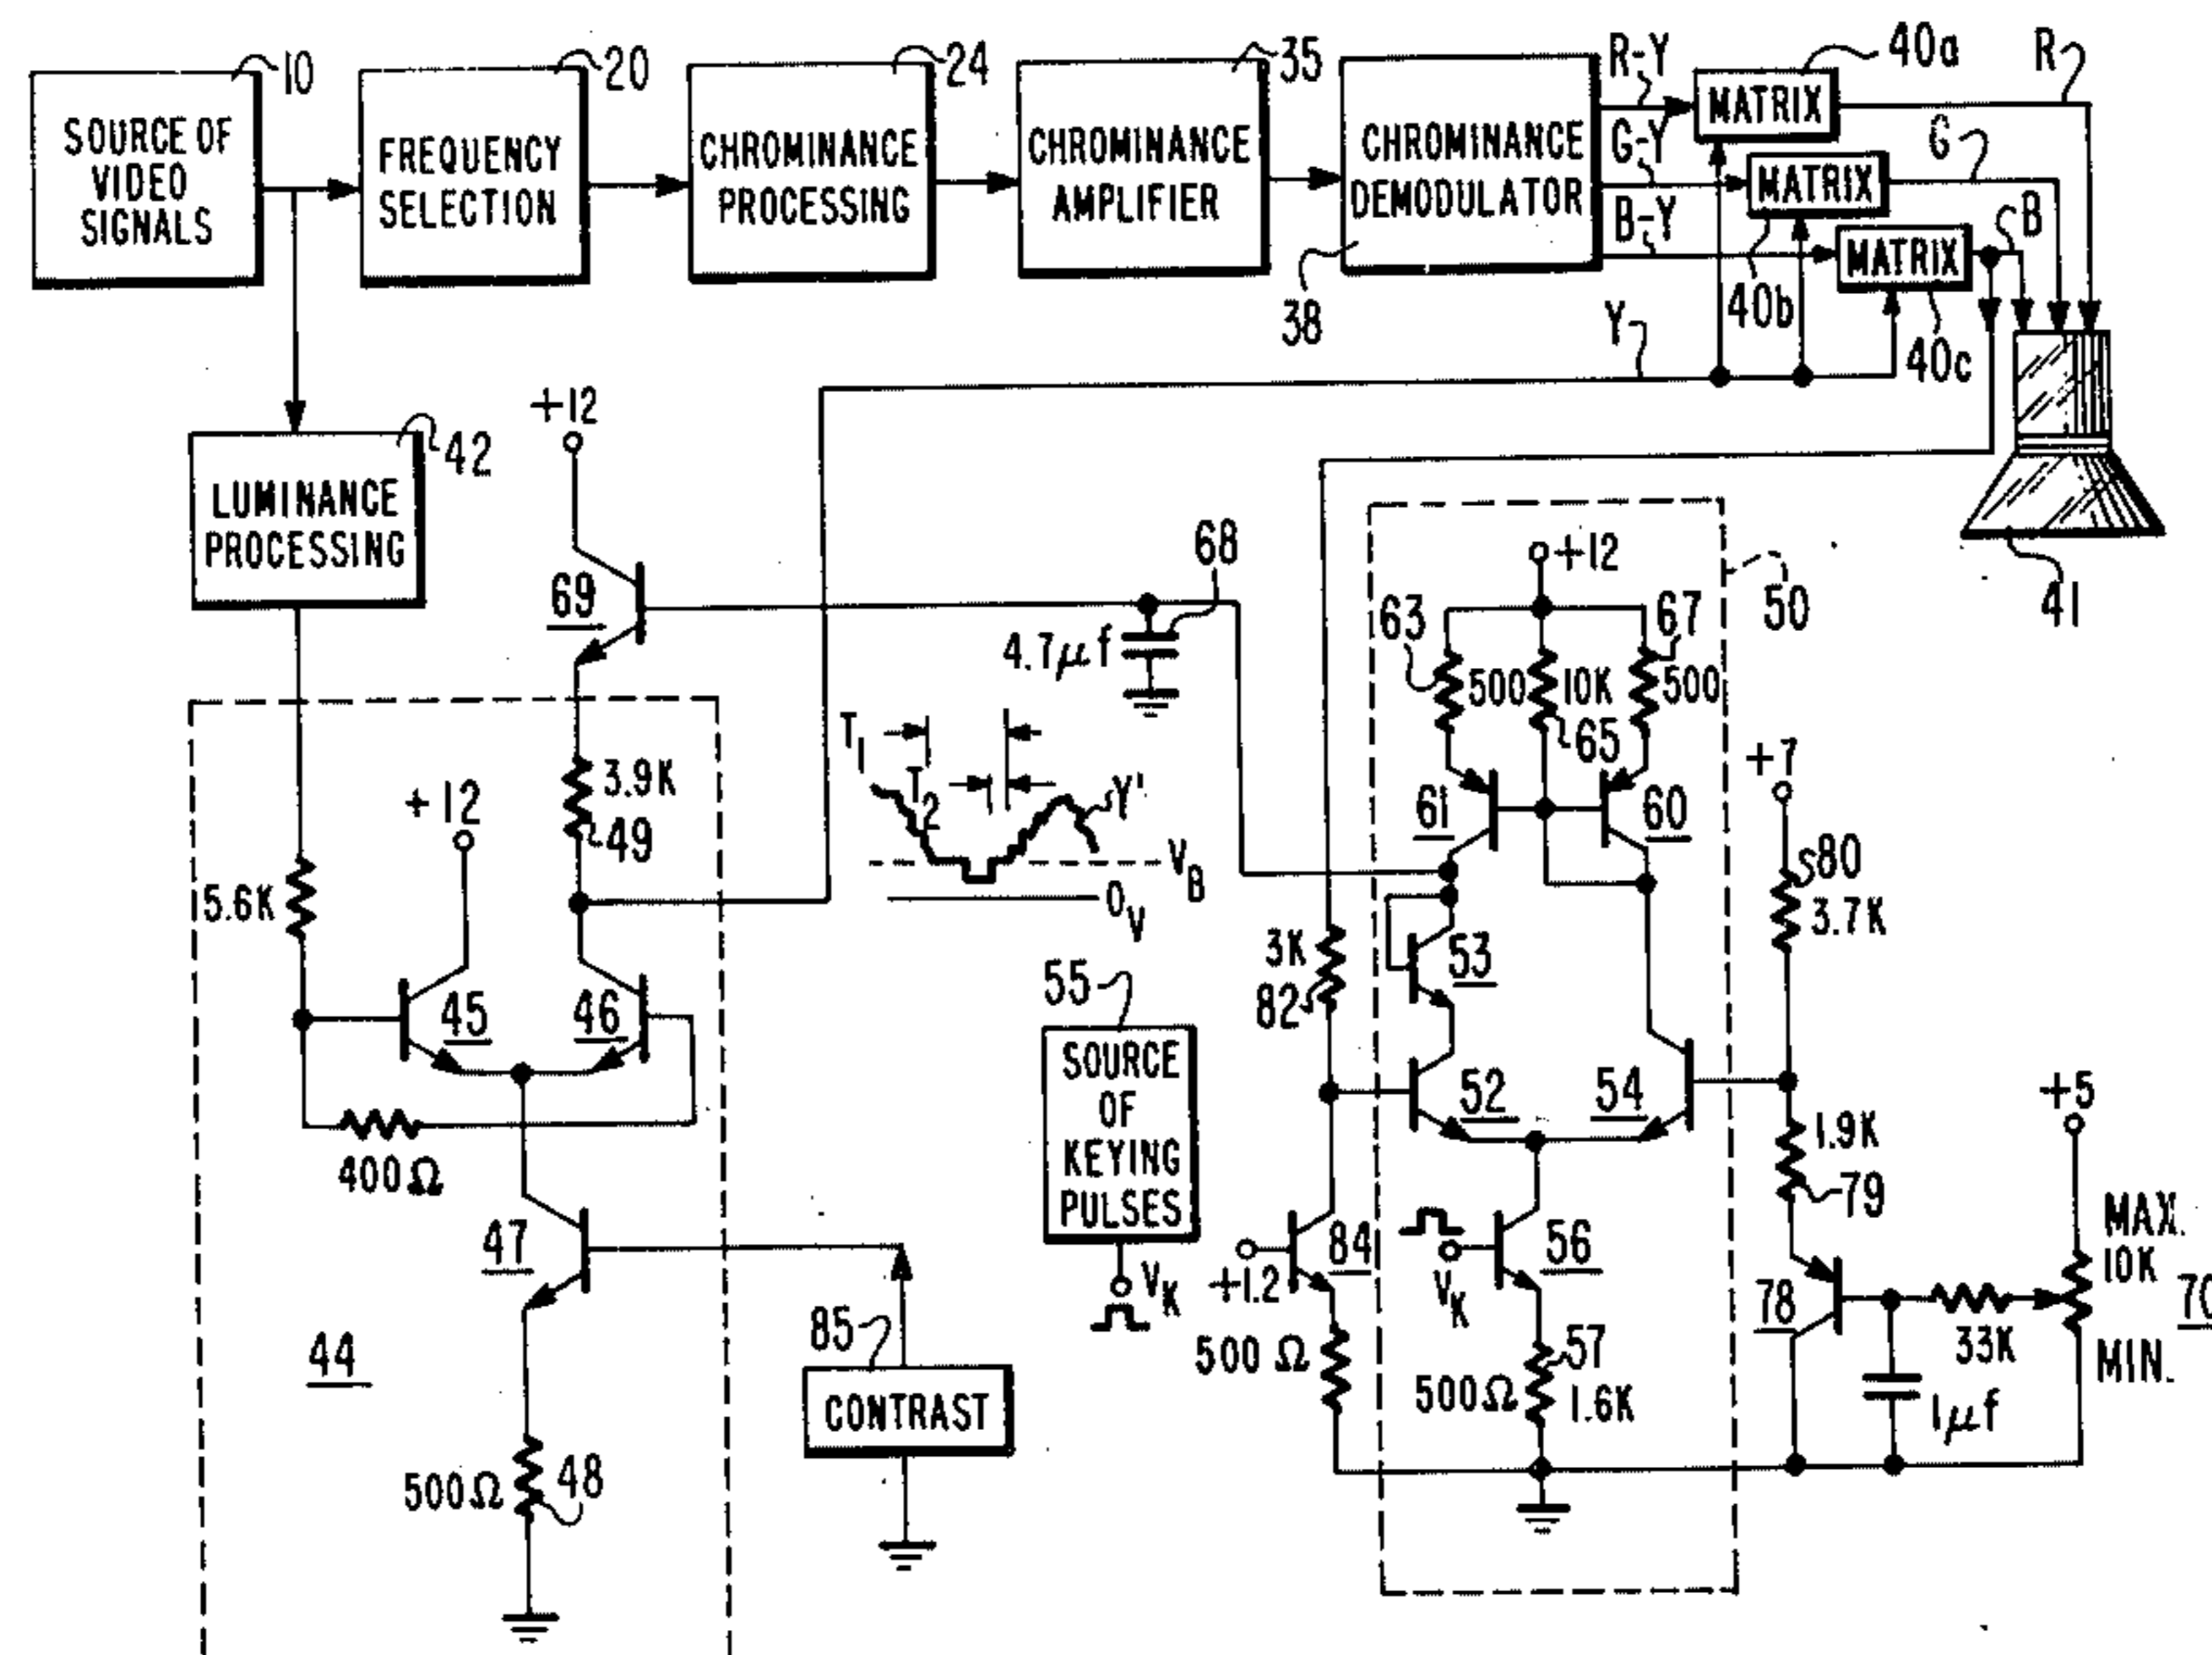 10
SOURCE OF
VIDEO
SIGNALS
20
FREQUENCY
SELECTION
24
CHROMINANCE
PROCESSING
35
CHROMINANCE
AMPLIFIER
CHROMINANCE
DEMODULATOR
38
R-Y
G-Y
B-Y
40a
MATRIX
40b
MATRIX
40c
MATRIX
R
G
B
Y
41
42
LUMINANCE
PROCESSING
+12
69
68
4.7μf
50
+12
63
500
10K
65
67
500
61
60
3.9K
49
T1
T2
Y'
VB
0V
+12
5.6K
45
46
400Ω
47
44
500Ω
48
85
CONTRAST
55
SOURCE
OF
KEYING
PULSES
VK
3K
82
53
52
54
+7
80
3.7K
1.9K
79
+5
MAX.
10K
70
MIN.
78
33K
1μf
84
+1.2
500Ω
VK
56
57
500Ω
1.6K